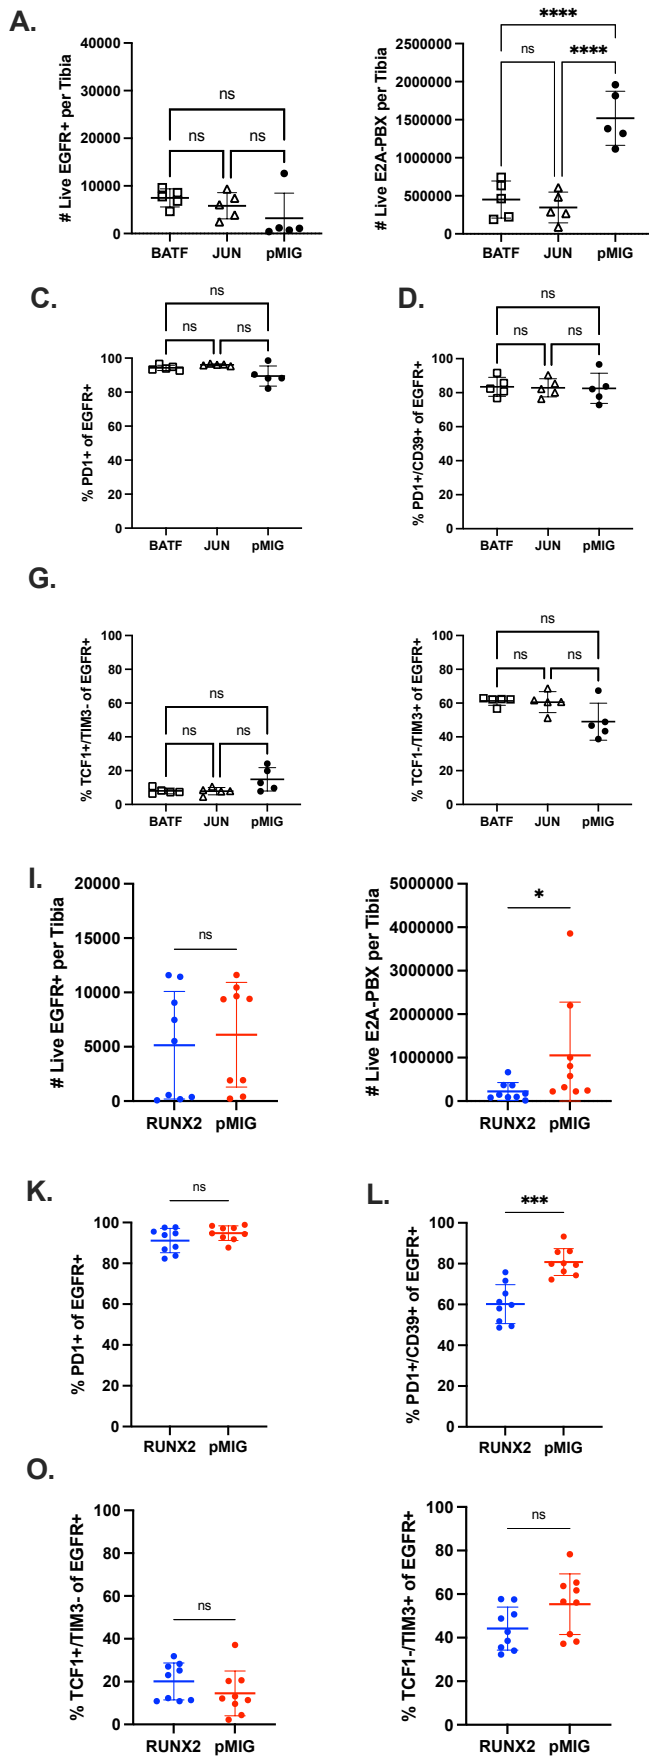 A.
# Live EGFR+ per Tibia
40000
30000
20000
10000
0
ns
ns
ns
BATF JUN pMIG
# Live E2A-PBX per Tibia
2500000
2000000
1500000
1000000
500000
0
****
ns
****
BATF JUN pMIG
C.
% PD1+ of EGFR+
100
80
60
40
20
0
ns
ns
ns
BATF JUN pMIG
D.
% PD1+/CD39+ of EGFR+
100
80
60
40
20
0
ns
ns
ns
BATF JUN pMIG
G.
% TCF1+/TIM3- of EGFR+
100
80
60
40
20
0
ns
ns
ns
BATF JUN pMIG
% TCF1-/TIM3+ of EGFR+
100
80
60
40
20
0
ns
ns
ns
BATF JUN pMIG
I.
# Live EGFR+ per Tibia
20000
15000
10000
5000
0
ns
RUNX2 pMIG
# Live E2A-PBX per Tibia
5000000
4000000
3000000
2000000
1000000
0
*
RUNX2 pMIG
K.
% PD1+ of EGFR+
100
80
60
40
20
0
ns
RUNX2 pMIG
L.
% PD1+/CD39+ of EGFR+
100
80
60
40
20
0
***
RUNX2 pMIG
O.
% TCF1+/TIM3- of EGFR+
100
80
60
40
20
0
ns
RUNX2 pMIG
% TCF1-/TIM3+ of EGFR+
100
80
60
40
20
0
ns
RUNX2 pMIG